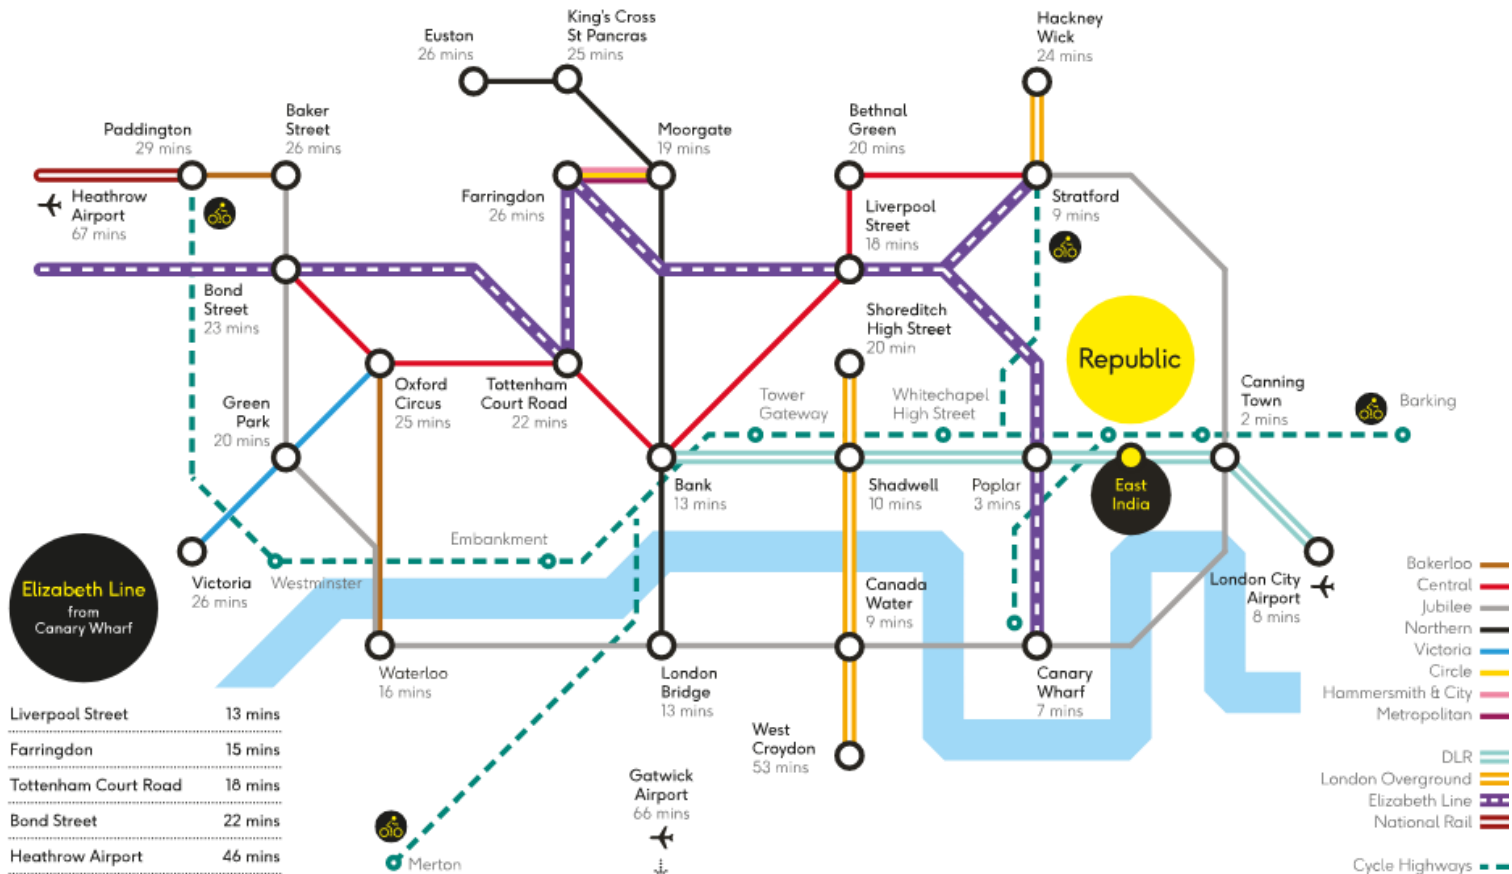 King's Cross
St Pancras
25 mins
Euston
26 mins
Hackney
Wick
24 mins
Paddington
29 mins
Baker
Street
26 mins
Moorgate
19 mins
Bethnal
Green
20 mins
Heathrow
Airport
67 mins
Farringdon
26 mins
Liverpool
Street
18 mins
Stratford
9 mins
Bond
Street
23 mins
Shoreditch
High Street
20 min
Republic
Green
Park
20 mins
Oxford
Circus
25 mins
Tottenham
Court Road
22 mins
Tower
Gateway
Whitechapel
High Street
Canning
Town
2 mins
Barking
Bank
13 mins
Shadwell
10 mins
Poplar
3 mins
East
India
Embankment
Westminster
Victoria
26 mins
Elizabeth Line
from
Canary Wharf
Canada
Water
9 mins
London City
Airport
8 mins
Waterloo
16 mins
London
Bridge
13 mins
Canary
Wharf
7 mins
West
Croydon
53 mins
Gatwick
Airport
66 mins
Merton
Liverpool Street 13 mins
Farringdon 15 mins
Tottenham Court Road 18 mins
Bond Street 22 mins
Heathrow Airport 46 mins
Bakerloo
Central
Jubilee
Northern
Victoria
Circle
Hammersmith & City
Metropolitan
DLR
London Overground
Elizabeth Line
National Rail
Cycle Highways